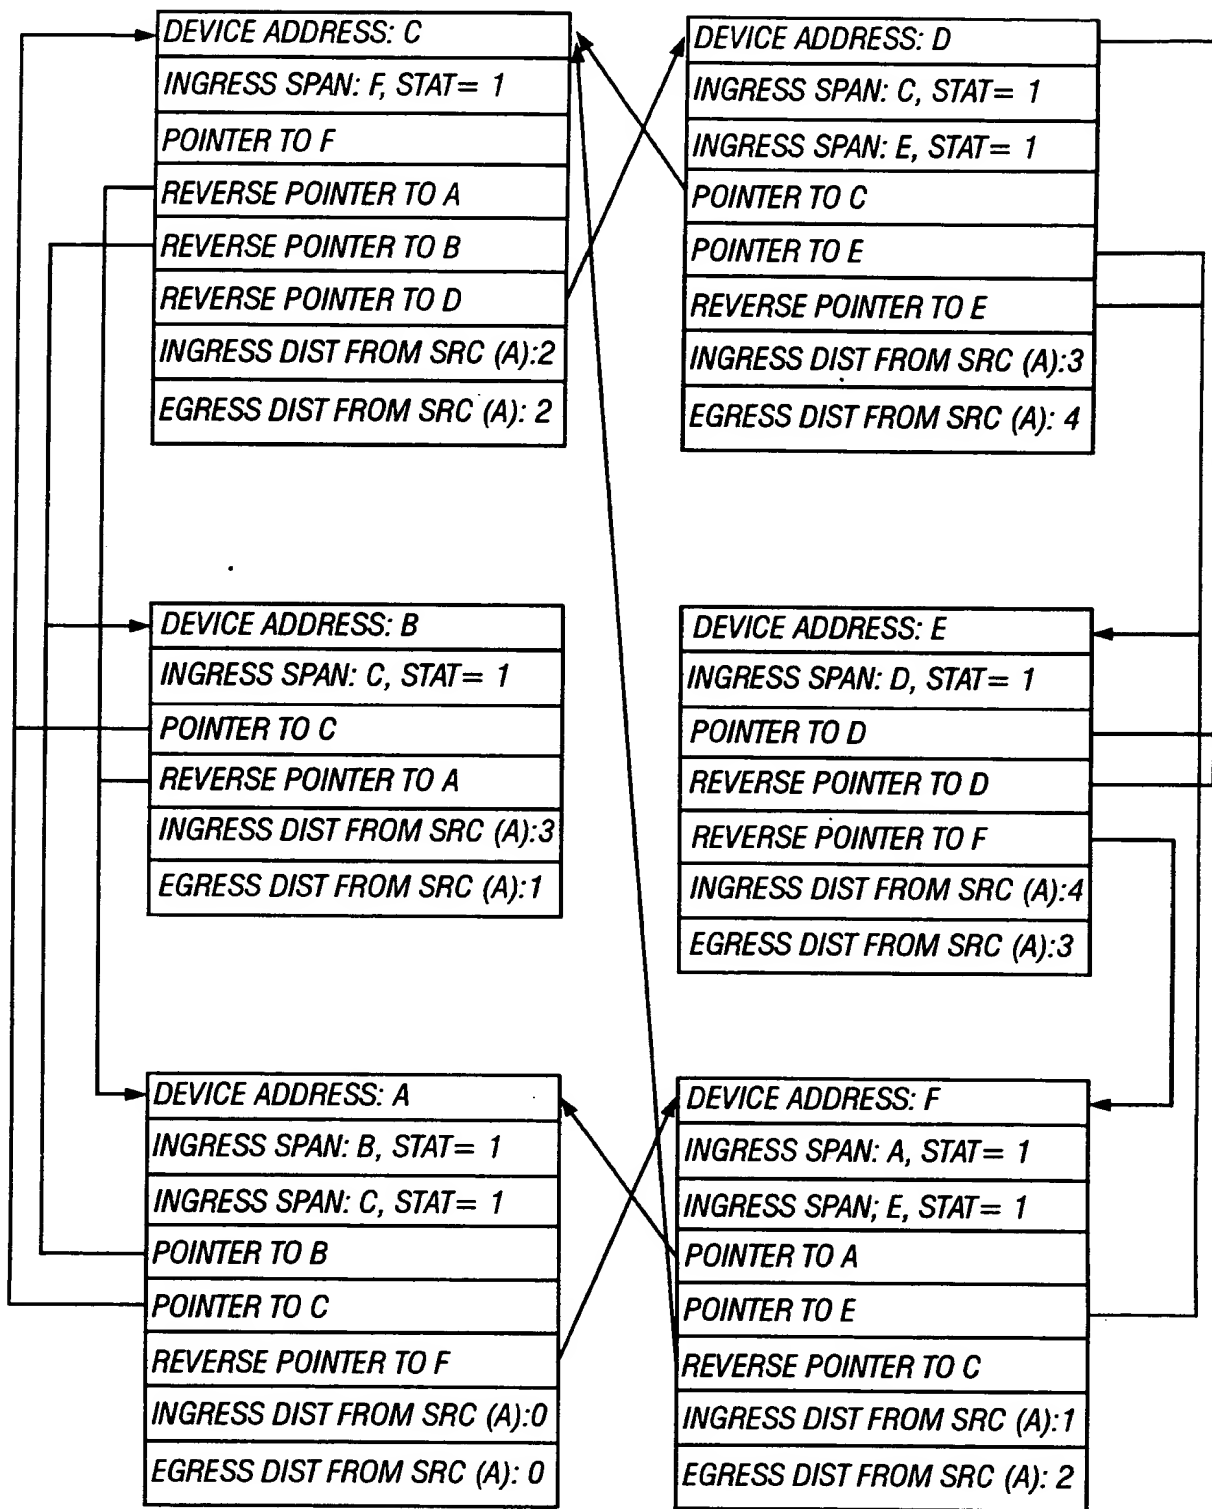 DEVICE ADDRESS: C
INGRESS SPAN: F, STAT= 1
POINTER TO F
REVERSE POINTER TO A
REVERSE POINTER TO B
REVERSE POINTER TO D
INGRESS DIST FROM SRC (A):2
EGRESS DIST FROM SRC (A): 2
DEVICE ADDRESS: D
INGRESS SPAN: C, STAT= 1
INGRESS SPAN: E, STAT= 1
POINTER TO C
POINTER TO E
REVERSE POINTER TO E
INGRESS DIST FROM SRC (A):3
EGRESS DIST FROM SRC (A): 4
DEVICE ADDRESS: B
INGRESS SPAN: C, STAT= 1
POINTER TO C
REVERSE POINTER TO A
INGRESS DIST FROM SRC (A):3
EGRESS DIST FROM SRC (A):1
DEVICE ADDRESS: E
INGRESS SPAN: D, STAT= 1
POINTER TO D
REVERSE POINTER TO D
REVERSE POINTER TO F
INGRESS DIST FROM SRC (A):4
EGRESS DIST FROM SRC (A):3
DEVICE ADDRESS: A
INGRESS SPAN: B, STAT= 1
INGRESS SPAN: C, STAT= 1
POINTER TO B
POINTER TO C
REVERSE POINTER TO F
INGRESS DIST FROM SRC (A):0
EGRESS DIST FROM SRC (A): 0
DEVICE ADDRESS: F
INGRESS SPAN: A, STAT= 1
INGRESS SPAN; E, STAT= 1
POINTER TO A
POINTER TO E
REVERSE POINTER TO C
INGRESS DIST FROM SRC (A):1
EGRESS DIST FROM SRC (A): 2